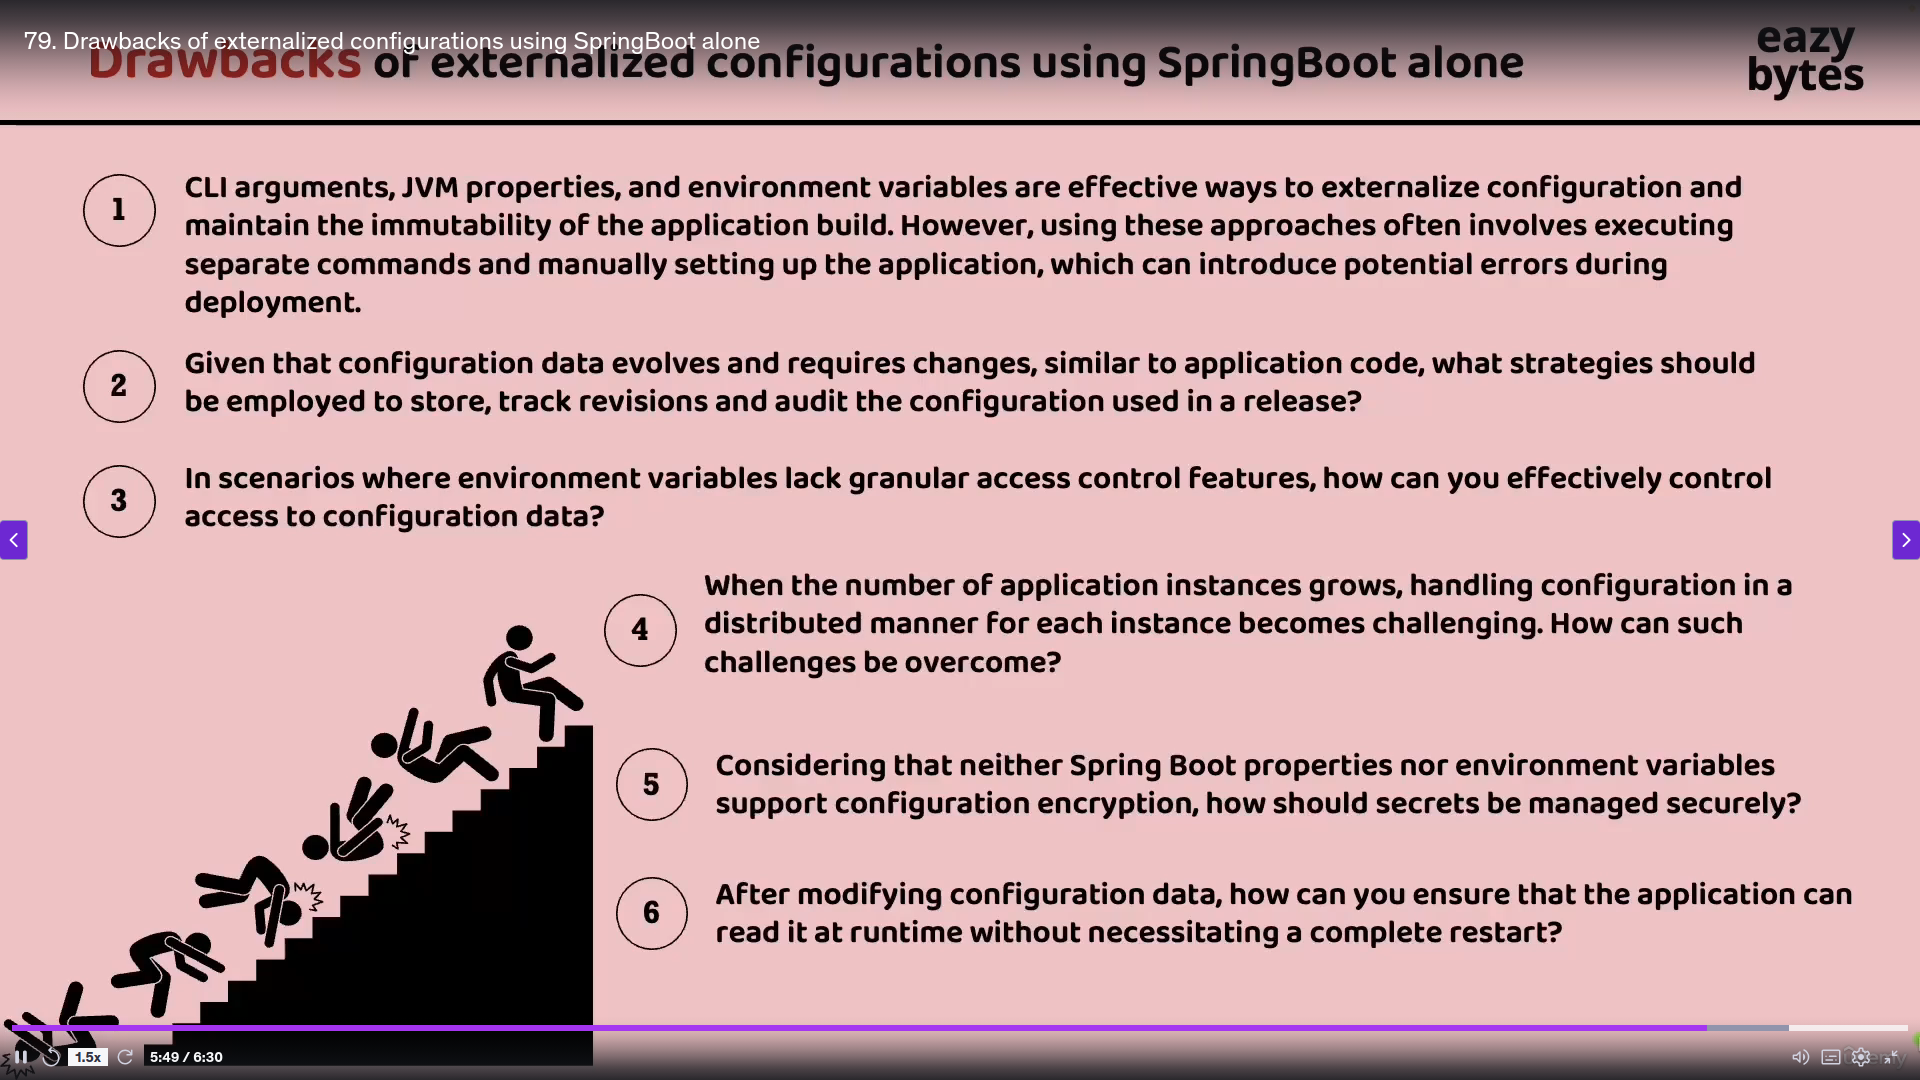 79. Drawbacks of externalized configurations using SpringBoot alone
Drawbacks of externalized configurations using SpringBoot alone
eazy
bytes
1
CLI arguments, JVM properties, and environment variables are effective ways to externalize configuration and
maintain the immutability of the application build. However, using these approaches often involves executing
separate commands and manually setting up the application, which can introduce potential errors during
deployment.
2
Given that configuration data evolves and requires changes, similar to application code, what strategies should
be employed to store, track revisions and audit the configuration used in a release?
3
In scenarios where environment variables lack granular access control features, how can you effectively control
access to configuration data?
4
When the number of application instances grows, handling configuration in a
distributed manner for each instance becomes challenging. How can such
challenges be overcome?
5
Considering that neither Spring Boot properties nor environment variables
support configuration encryption, how should secrets be managed securely?
6
After modifying configuration data, how can you ensure that the application can
read it at runtime without necessitating a complete restart?
1.5x
5:49 / 6:30